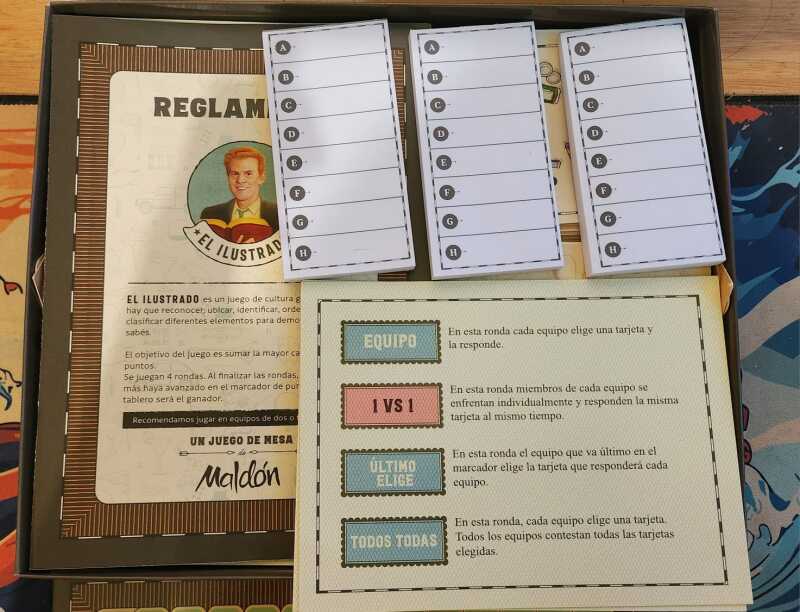 REGLAM
EL ILUSTRADO
EL ILUSTRADO es un juego de cultura g
hay que reconocer, ubicar, identificar, orde
clasificar diferentes elementos para demo
sabés.
El objetivo del juego es sumar la mayor ca
puntos.
Se juegan 4 rondas. Al finalizar las rondas,
más haya avanzado en el marcador de pun
tablero será el ganador.
Recomendamos jugar en equipos de dos o
UN JUEGO DE MESA
de
Maldón
A -
B -
C -
D -
E -
F -
G -
H -
A -
B -
C -
D -
E -
F -
G -
H -
A -
B -
C -
D -
E -
F -
G -
H -
EQUIPO
En esta ronda cada equipo elige una tarjeta y
la responde.
1 VS 1
En esta ronda miembros de cada equipo se
enfrentan individualmente y responden la misma
tarjeta al mismo tiempo.
ÚLTIMO
ELIGE
En esta ronda el equipo que va último en el
marcador elige la tarjeta que responderá cada
equipo.
TODOS TODAS
En esta ronda, cada equipo elige una tarjeta.
Todos los equipos contestan todas las tarjetas
elegidas.